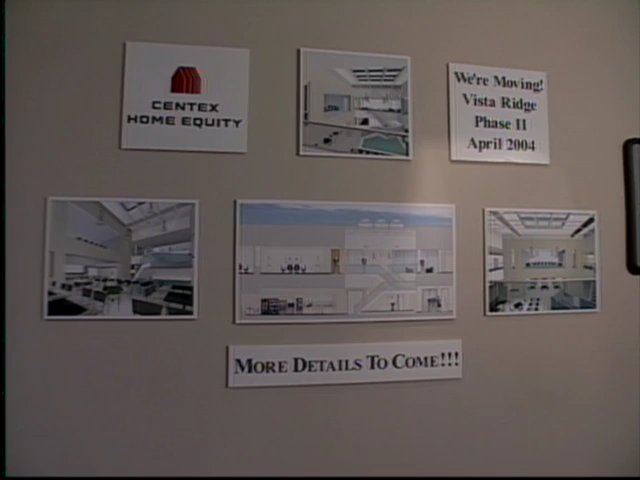 CENTEX
HOME EQUITY
We're Moving!
Vista Ridge
Phase II
April 2004
MORE DETAILS TO COME!!!